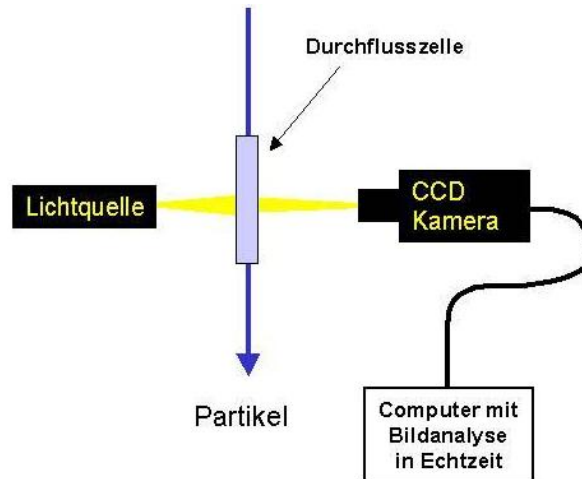 Durchflusszelle
Lichtquelle
CCD
Kamera
Partikel
Computer mit
Bildanalyse
in Echtzeit